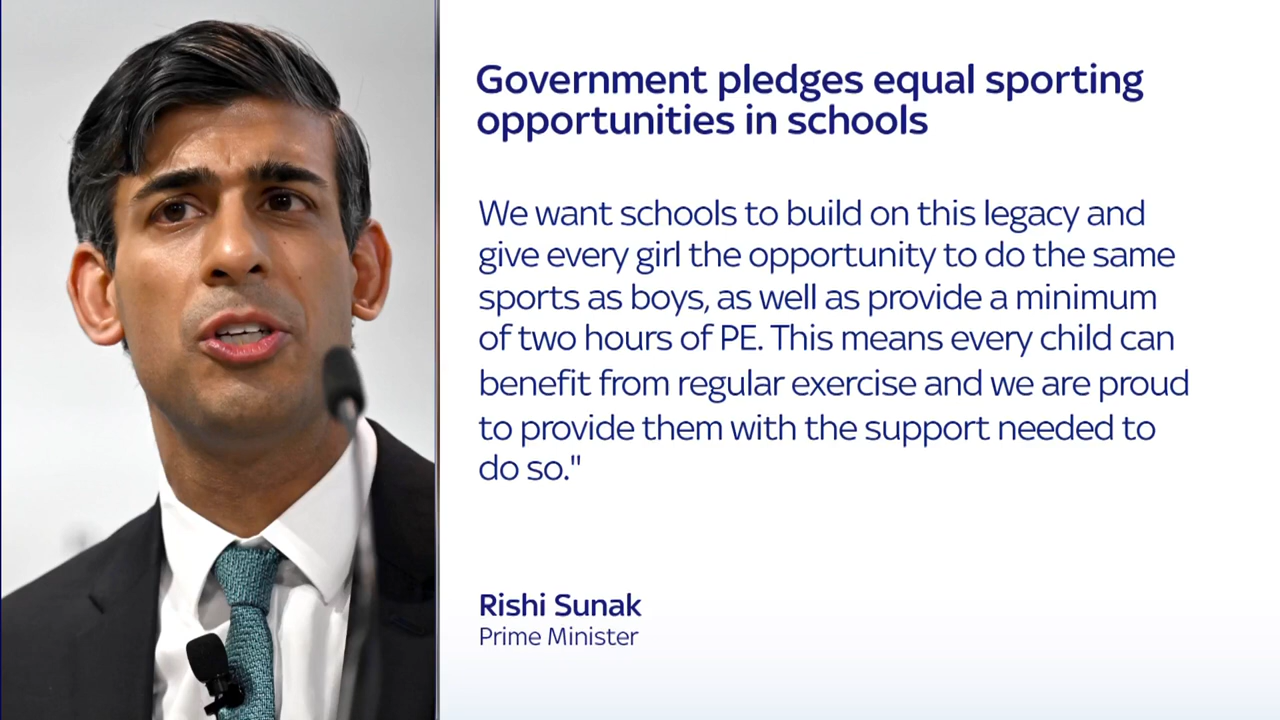 Government pledges equal sporting
opportunities in schools
We want schools to build on this legacy and
give every girl the opportunity to do the same
sports as boys, as well as provide a minimum
of two hours of PE. This means every child can
benefit from regular exercise and we are proud
to provide them with the support needed to
do so."
Rishi Sunak
Prime Minister